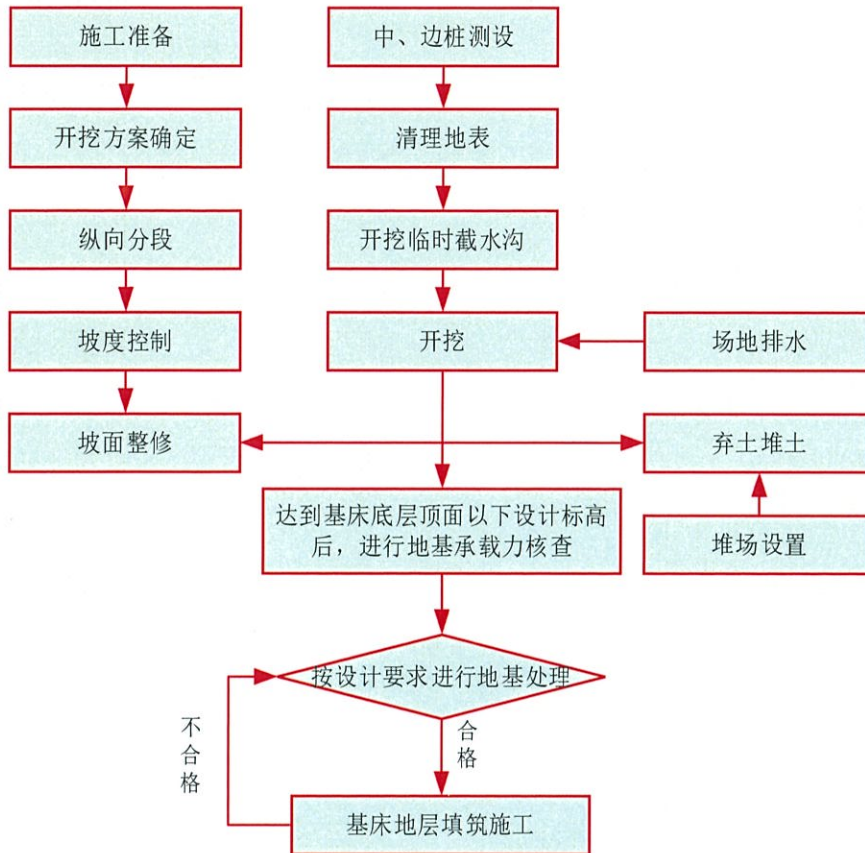 施工准备
中、边桩测设
开挖方案确定
清理地表
纵向分段
开挖临时截水沟
坡度控制
开挖
场地排水
坡面整修
弃土堆土
达到基床底层顶面以下设计标高
后，进行地基承载力核查
堆场设置
按设计要求进行地基处理
不合格
合格
基床地层填筑施工